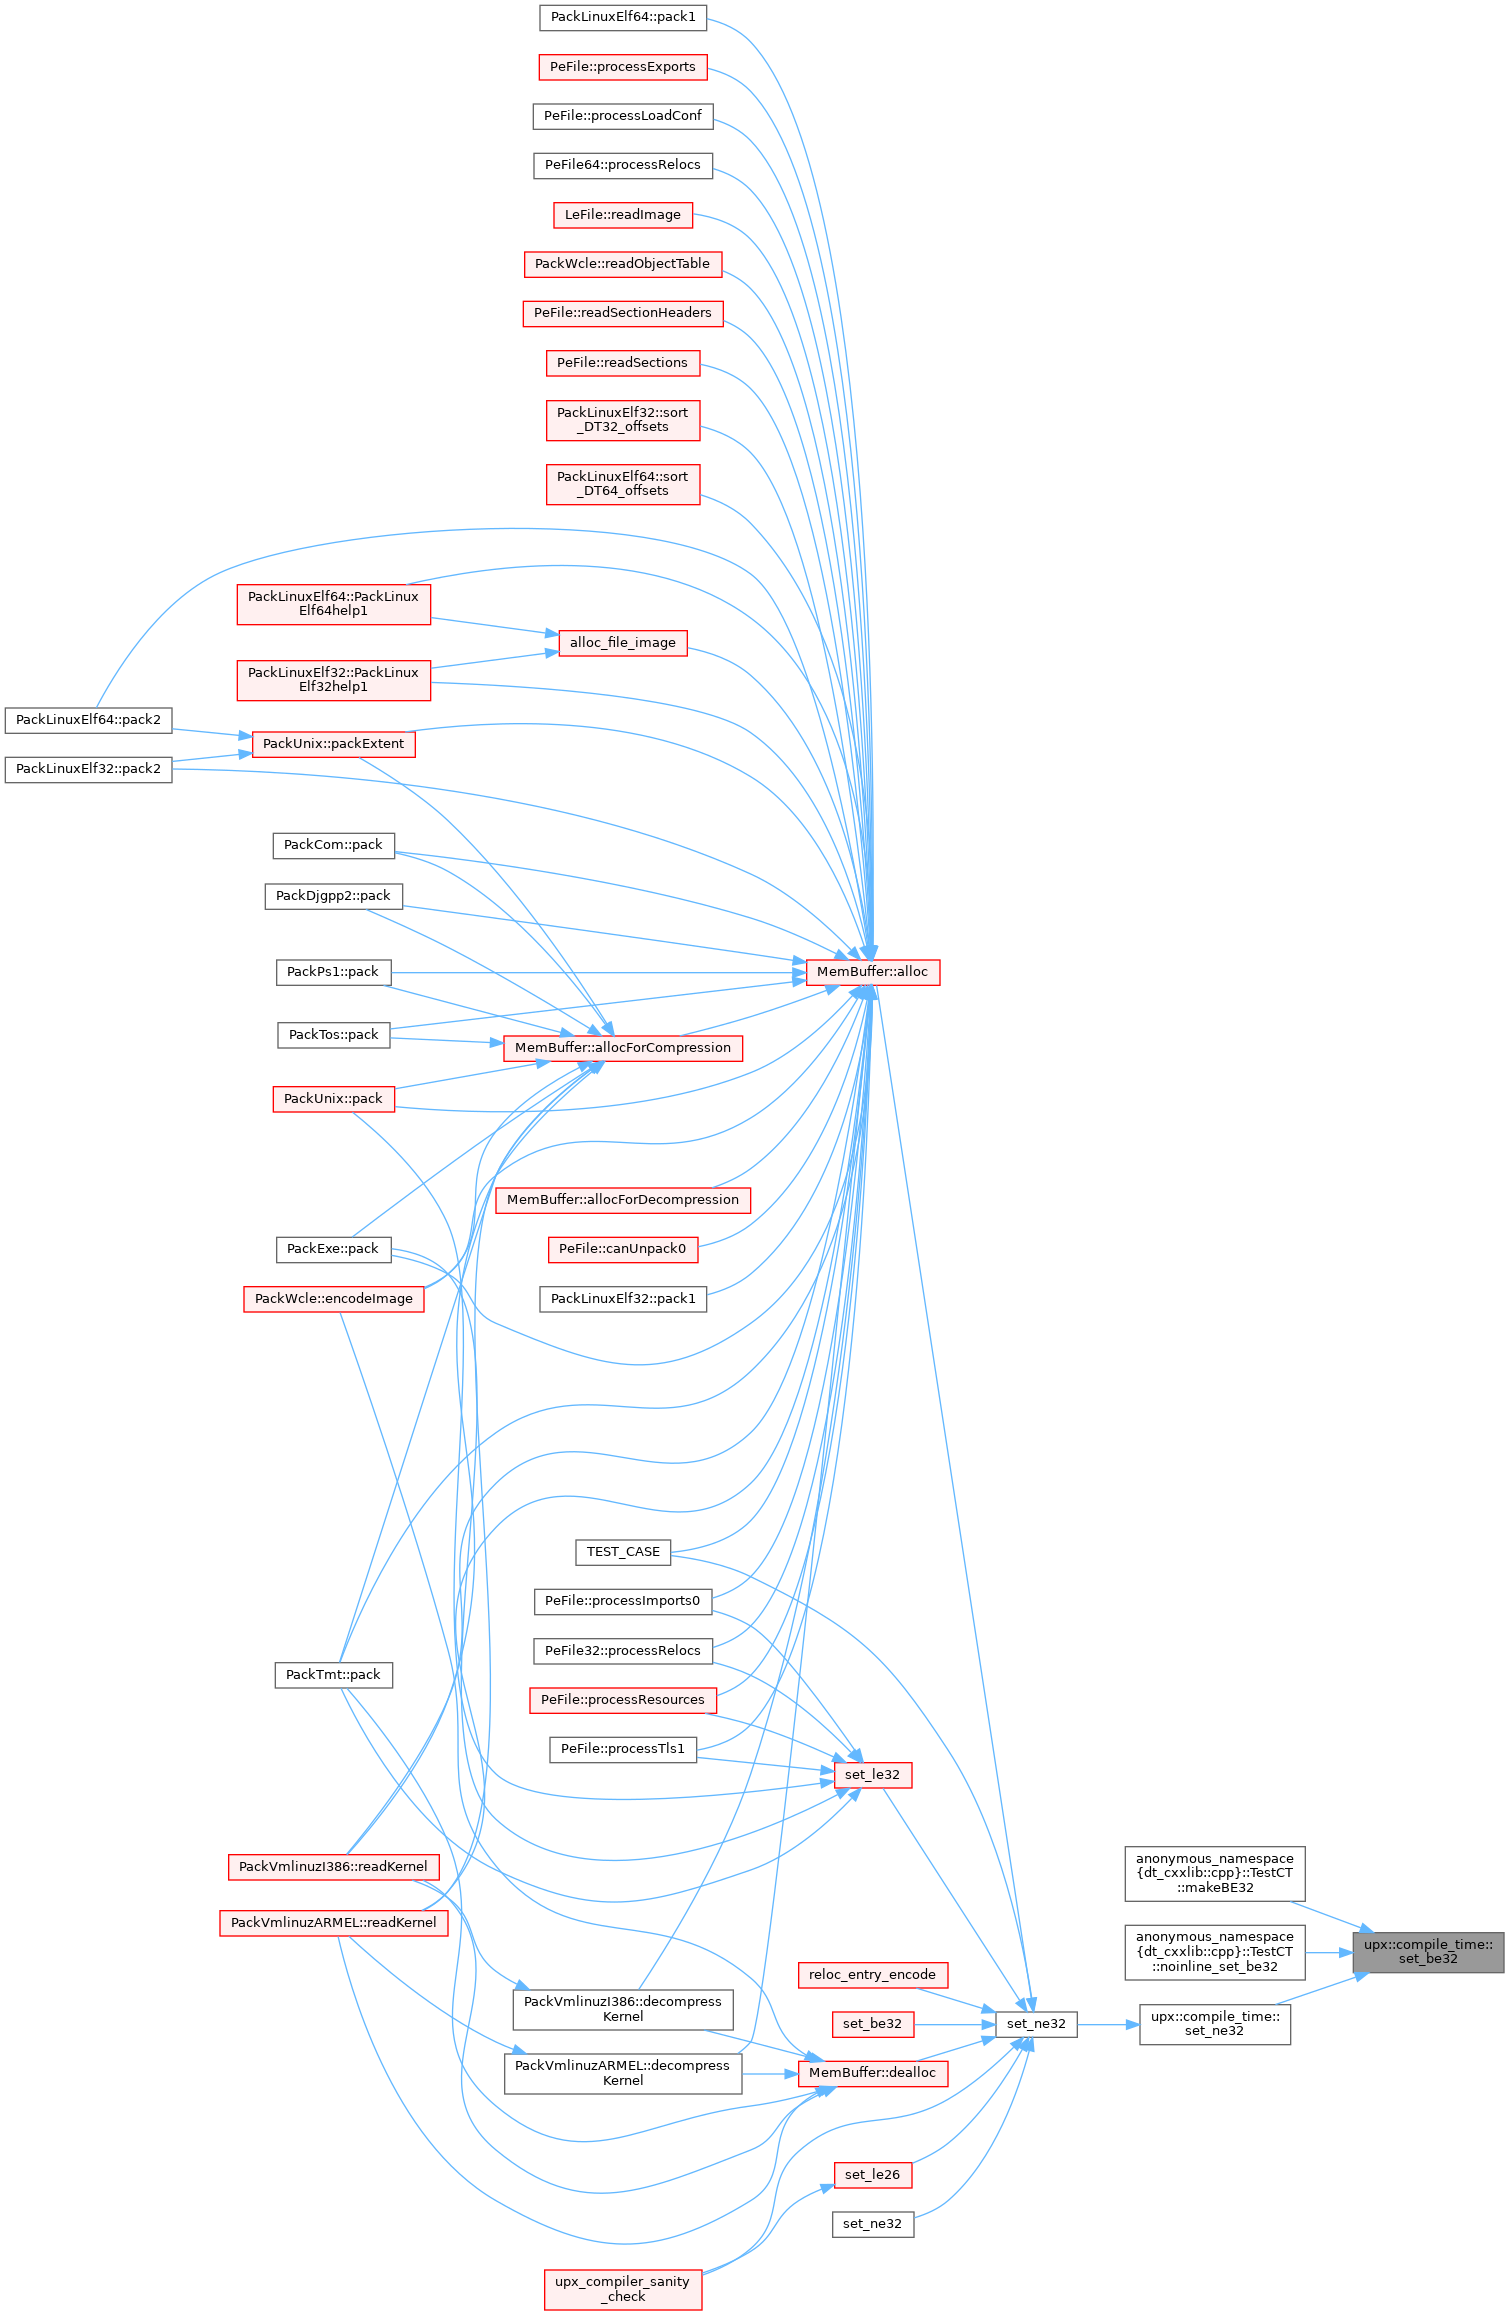 PackLinuxElf64::pack1
PeFile::processExports
PeFile::processLoadConf
PeFile64::processRelocs
LeFile::readImage
PackWcle::readObjectTable
PeFile::readSectionHeaders
PeFile::readSections
PackLinuxElf32::sort
_DT32_offsets
PackLinuxElf64::sort
_DT64_offsets
PackLinuxElf64::PackLinux
Elf64help1
alloc_file_image
PackLinuxElf32::PackLinux
Elf32help1
PackLinuxElf64::pack2
PackUnix::packExtent
PackLinuxElf32::pack2
PackCom::pack
PackDjgpp2::pack
PackPs1::pack
MemBuffer::alloc
PackTos::pack
MemBuffer::allocForCompression
PackUnix::pack
MemBuffer::allocForDecompression
PackExe::pack
PeFile::canUnpack0
PackWcle::encodeImage
PackLinuxElf32::pack1
TEST_CASE
PeFile::processImports0
PeFile32::processRelocs
PackTmt::pack
PeFile::processResources
PeFile::processTls1
set_le32
PackVmlinuzI386::readKernel
anonymous_namespace
{dt_cxxlib::cpp}::TestCT
::makeBE32
PackVmlinuzARMEL::readKernel
anonymous_namespace
{dt_cxxlib::cpp}::TestCT
::noinline_set_be32
upx::compile_time::
set_be32
reloc_entry_encode
PackVmlinuzI386::decompress
Kernel
set_be32
set_ne32
upx::compile_time::
set_ne32
PackVmlinuzARMEL::decompress
Kernel
MemBuffer::dealloc
set_le26
set_ne32
upx_compiler_sanity
_check